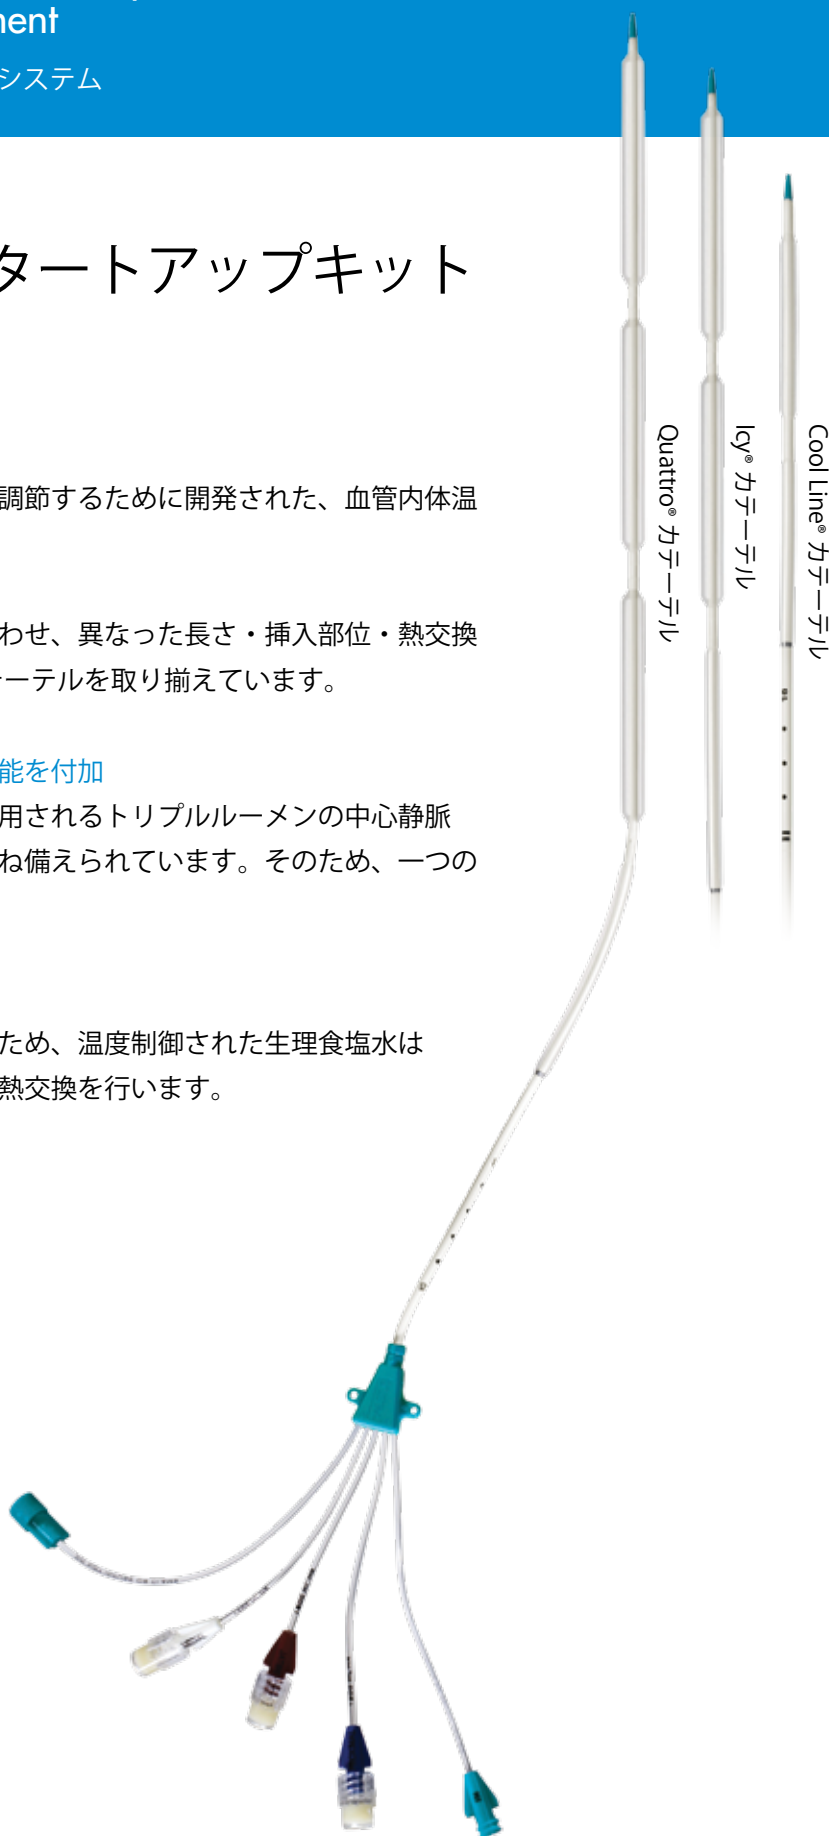 ment
システム
タートアップキット
調節するために開発された、血管内体温
わせ、異なった長さ・挿入部位・熱交換
テーテルを取り揃えています。
能を付加
用されるトリプルルーメンの中心静脈
ね備えられています。そのため、一つの
ため、温度制御された生理食塩水は
熱交換を行います。
Quattro® カテーテル
Icy® カテーテル
Cool Line® カテーテル